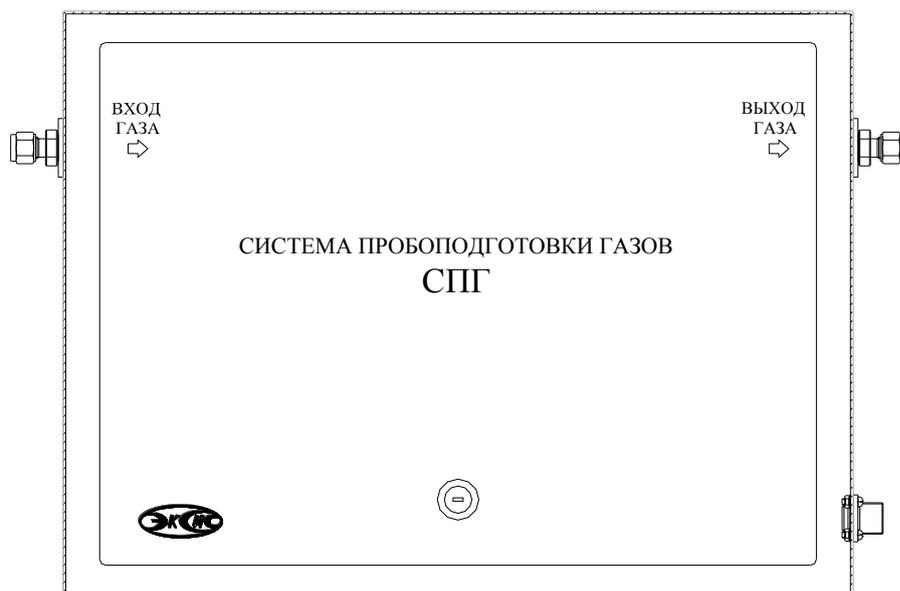 ВХОД
ГАЗА
ВЫХОД
ГАЗА
СИСТЕМА ПРОБОПОДГОТОВКИ ГАЗОВ
СПГ
ЭКСИС